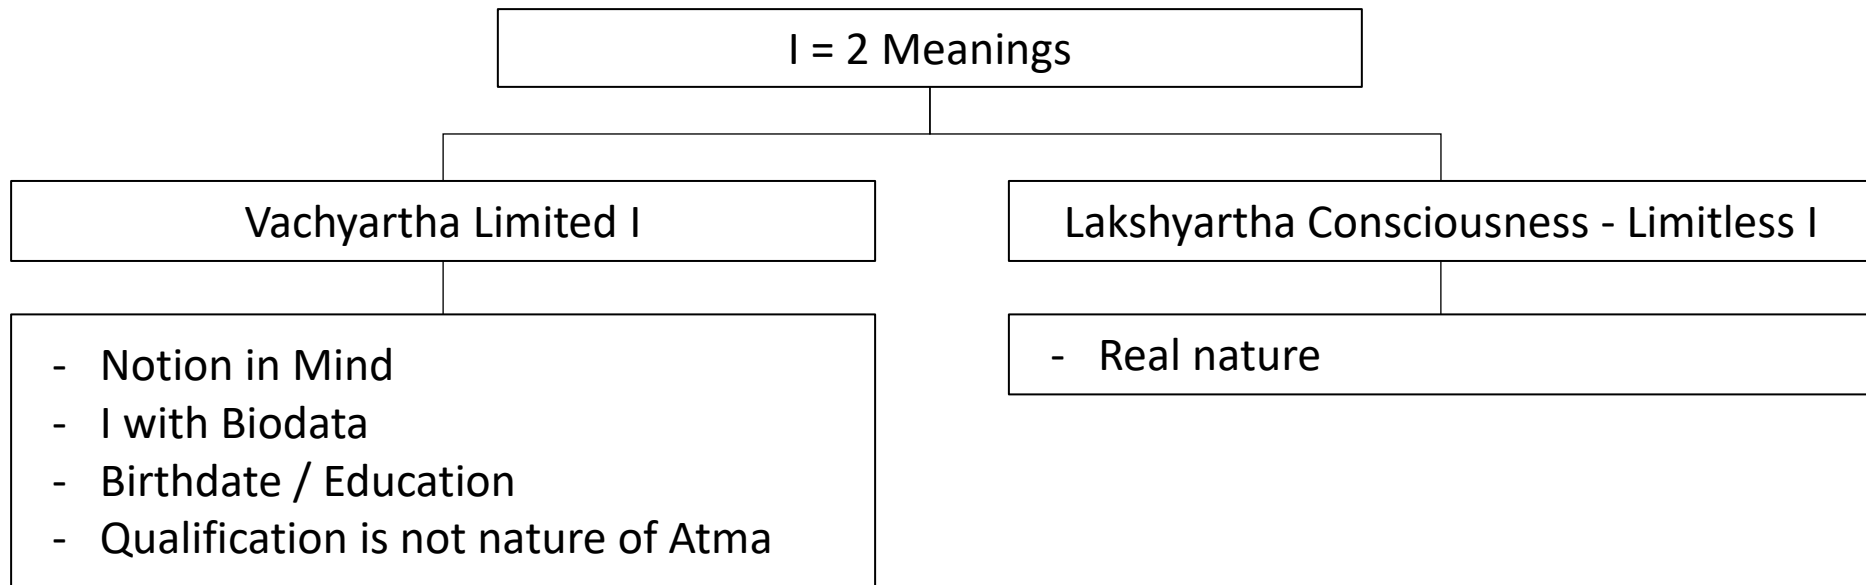 I = 2 Meanings
Vachyartha Limited I
Lakshyartha Consciousness - Limitless I
- Notion in Mind
- I with Biodata
- Birthdate / Education
- Qualification is not nature of Atma
- Real nature